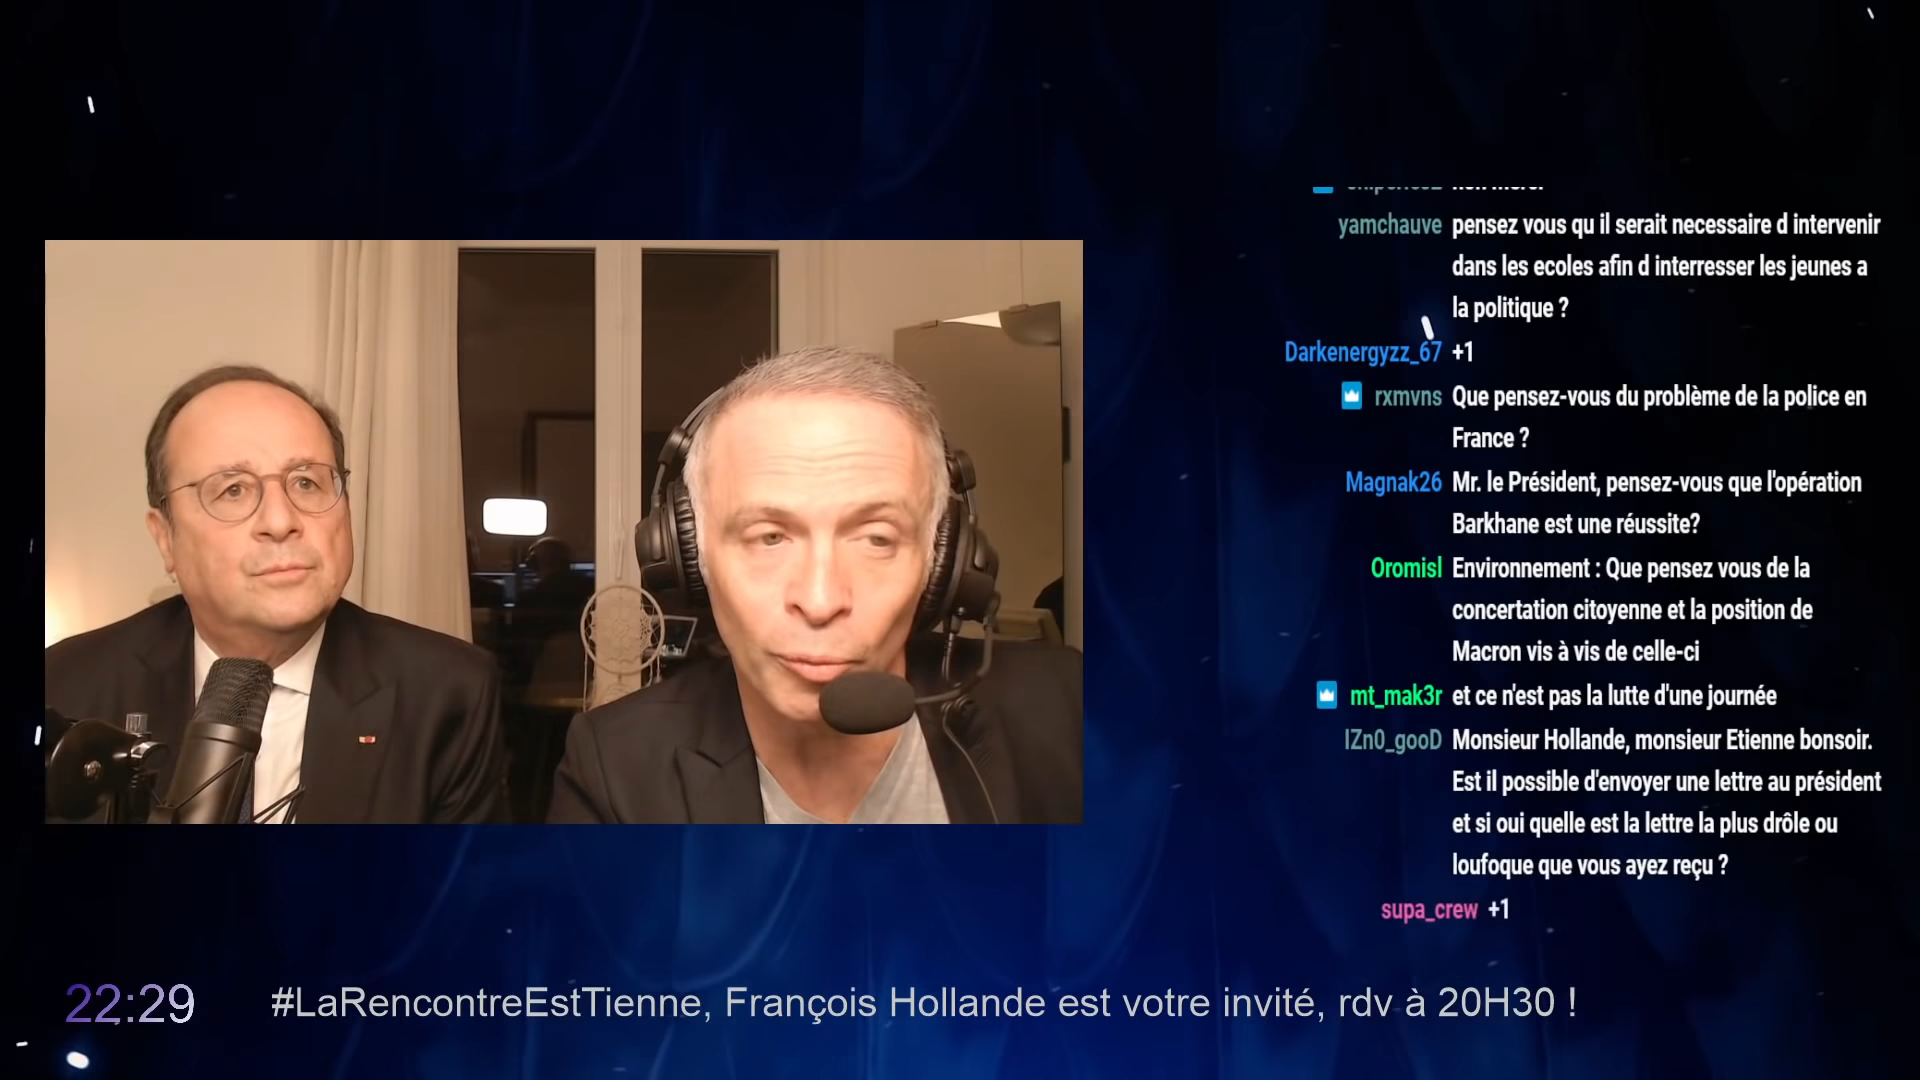 yamchauve pensez vous qu il serait necessaire d intervenir
dans les ecoles afin d interresser les jeunes a
la politique ?
Darkenergyzz_67 +1
rxmvns Que pensez-vous du problème de la police en
France ?
Magnak26 Mr. le Président, pensez-vous que l'opération
Barkhane est une réussite?
Oromisl Environnement : Que pensez vous de la
concertation citoyenne et la position de
Macron vis à vis de celle-ci
mt_mak3r et ce n'est pas la lutte d'une journée
IZn0_gooD Monsieur Hollande, monsieur Etienne bonsoir.
Est il possible d'envoyer une lettre au président
et si oui quelle est la lettre la plus drôle ou
loufoque que vous ayez reçu ?
supa_crew +1
22:29 #LaRencontreEstTienne, François Hollande est votre invité, rdv à 20H30 !